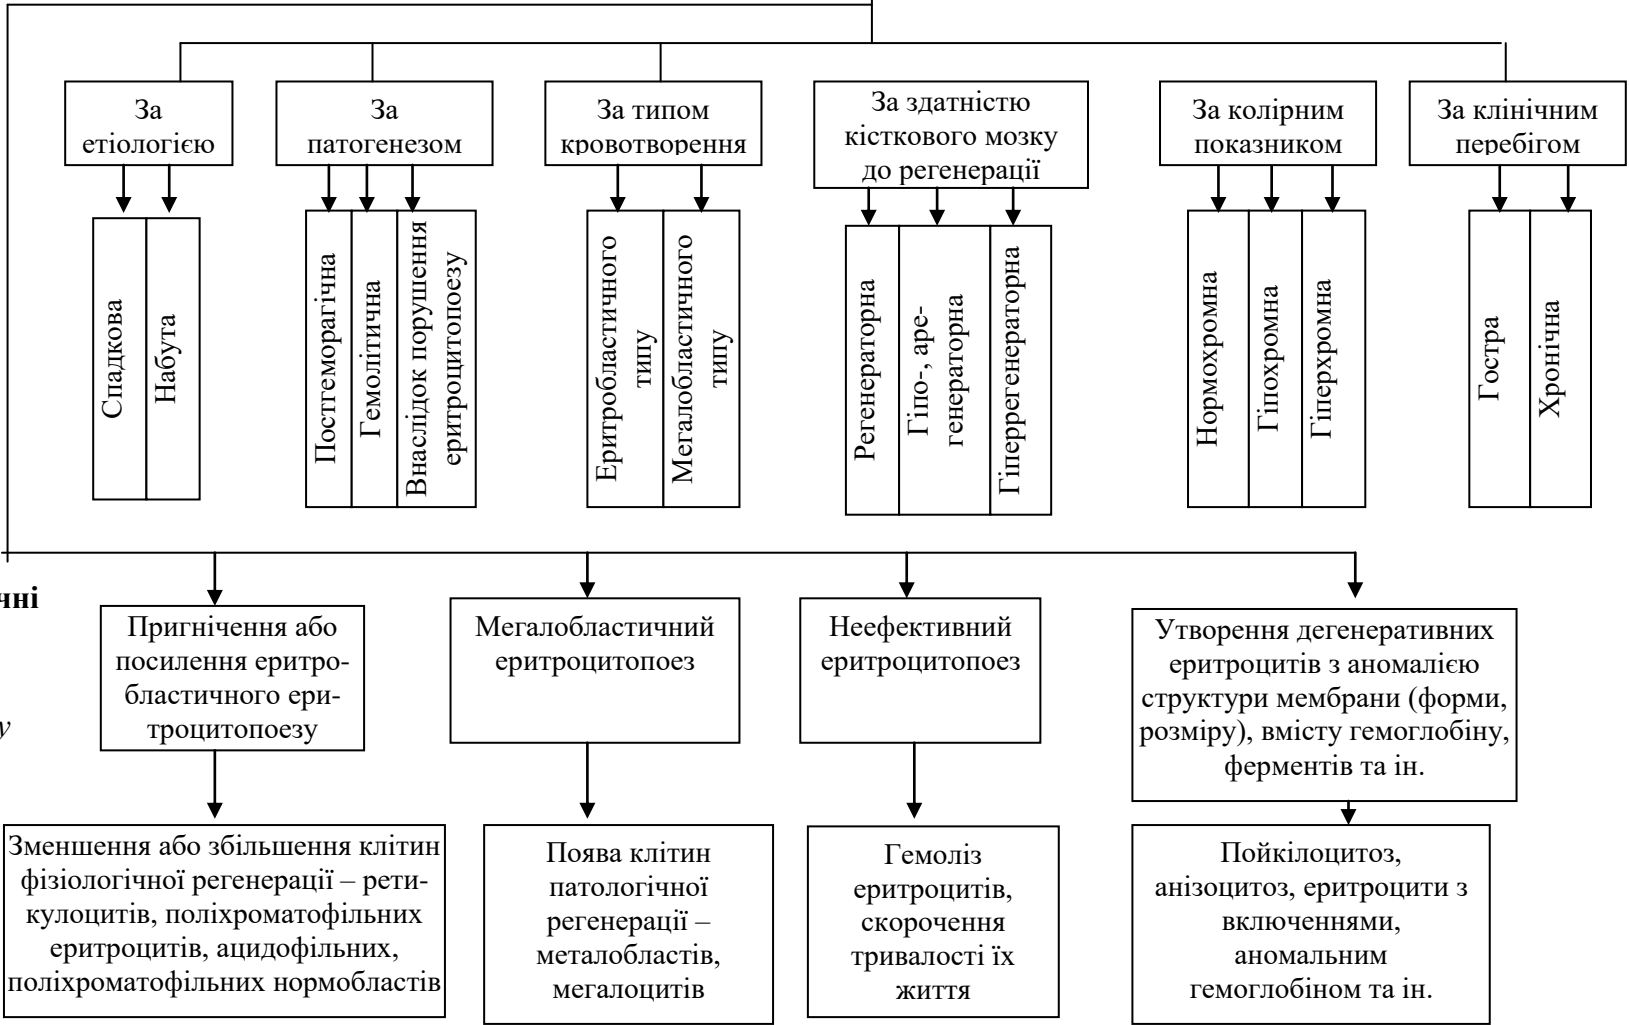 За
етіологією
За
патогенезом
За типом
кровотворення
За здатністю
кісткового мозку
до регенерації
За колірним
показником
За клінічним
перебігом
Спадкова
Набута
Постгеморагічна
Гемолітична
Внаслідок порушення
еритроцитопоезу
Еритробластичного
типу
Мегалобластичного
типу
Регенераторна
Гіпо-, аре-
генераторна
Гіперрегенераторна
Нормохромна
Гіпохромна
Гіперхромна
Гостра
Хронічна
чні
у
Пригнічення або
посилення еритро-
бластичного ери-
троцитопоезу
Мегалобластичний
еритроцитопоез
Неефективний
еритроцитопоез
Утворення дегенеративних
еритроцитів з аномалією
структури мембрани (форми,
розміру), вмісту гемоглобіну,
ферментів та ін.
Зменшення або збільшення клітин
фізіологічної регенерації – рети-
кулоцитів, поліхроматофільних
еритроцитів, ацидофільних,
поліхроматофільних нормобластів
Поява клітин
патологічної
регенерації –
металобластів,
мегалоцитів
Гемоліз
еритроцитів,
скорочення
тривалості їх
життя
Пойкілоцитоз,
анізоцитоз, еритроцити з
включеннями,
аномальним
гемоглобіном та ін.